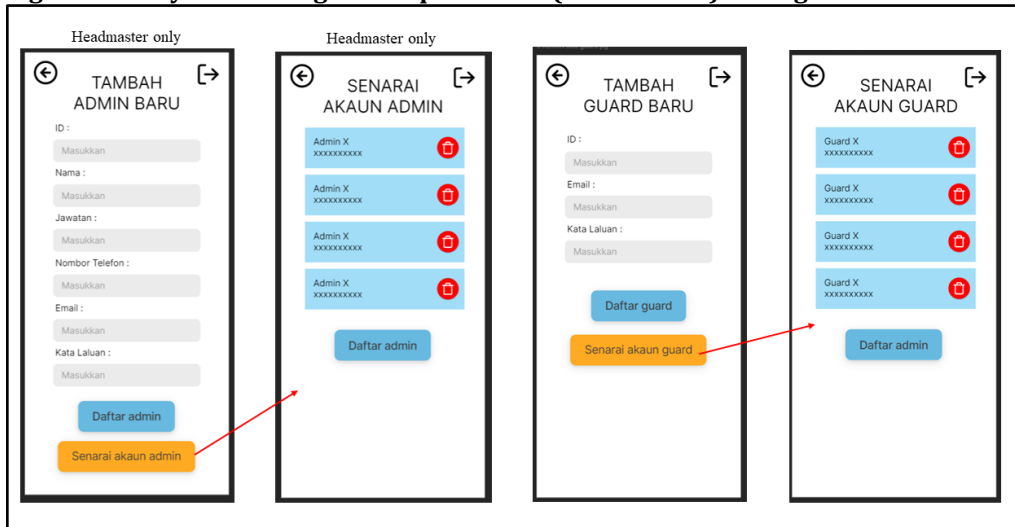 Headmaster only
TAMBAH
ADMIN BARU
ID :
Masukkan
Nama :
Masukkan
Jawatan :
Masukkan
Nombor Telefon :
Masukkan
Email :
Masukkan
Kata Laluan :
Masukkan
Daftar admin
Senarai akaun admin
Headmaster only
SENARAI
AKAUN ADMIN
Admin X
xxxxxxxxxx
Admin X
xxxxxxxxxx
Admin X
xxxxxxxxxx
Admin X
xxxxxxxxxx
Daftar admin
TAMBAH
GUARD BARU
ID :
Masukkan
Email :
Masukkan
Kata Laluan :
Masukkan
Daftar guard
Senarai akaun guard
SENARAI
AKAUN GUARD
Guard X
xxxxxxxxxx
Guard X
xxxxxxxxxx
Guard X
xxxxxxxxxx
Guard X
xxxxxxxxxx
Daftar admin